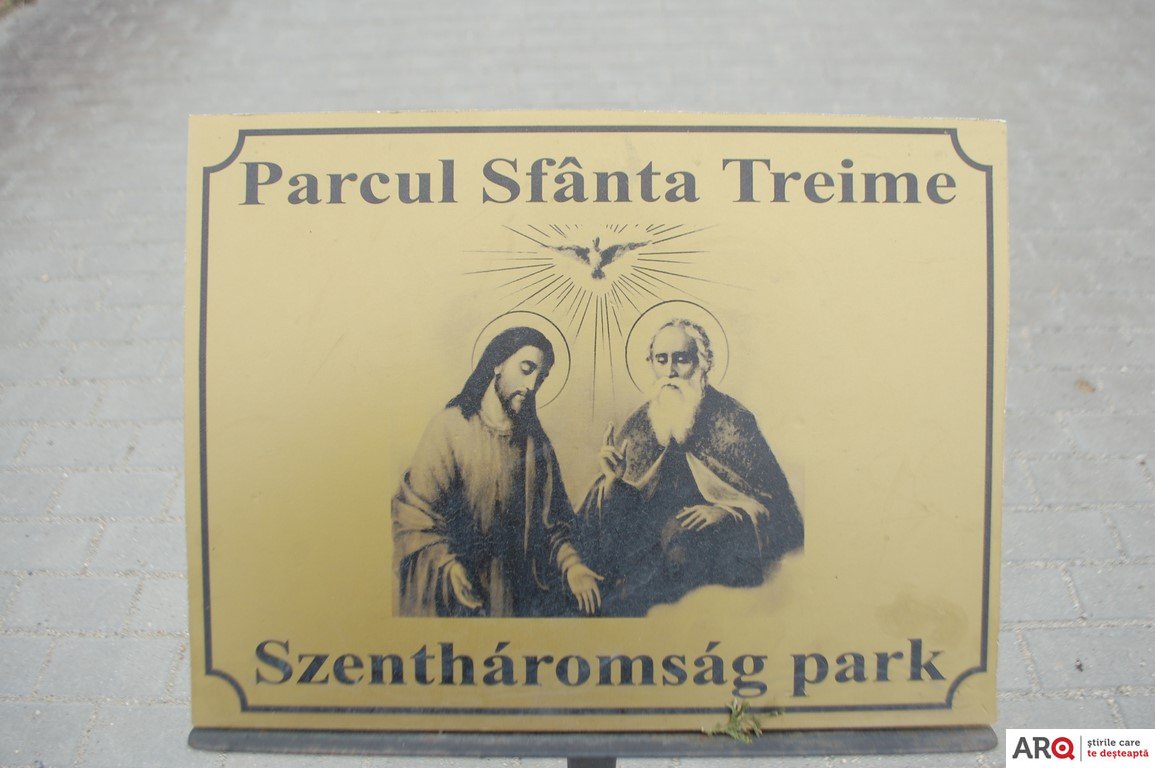 Parcul Sfânta Treime
Szentháromság park
ARQ
știrile care
te deșteaptă